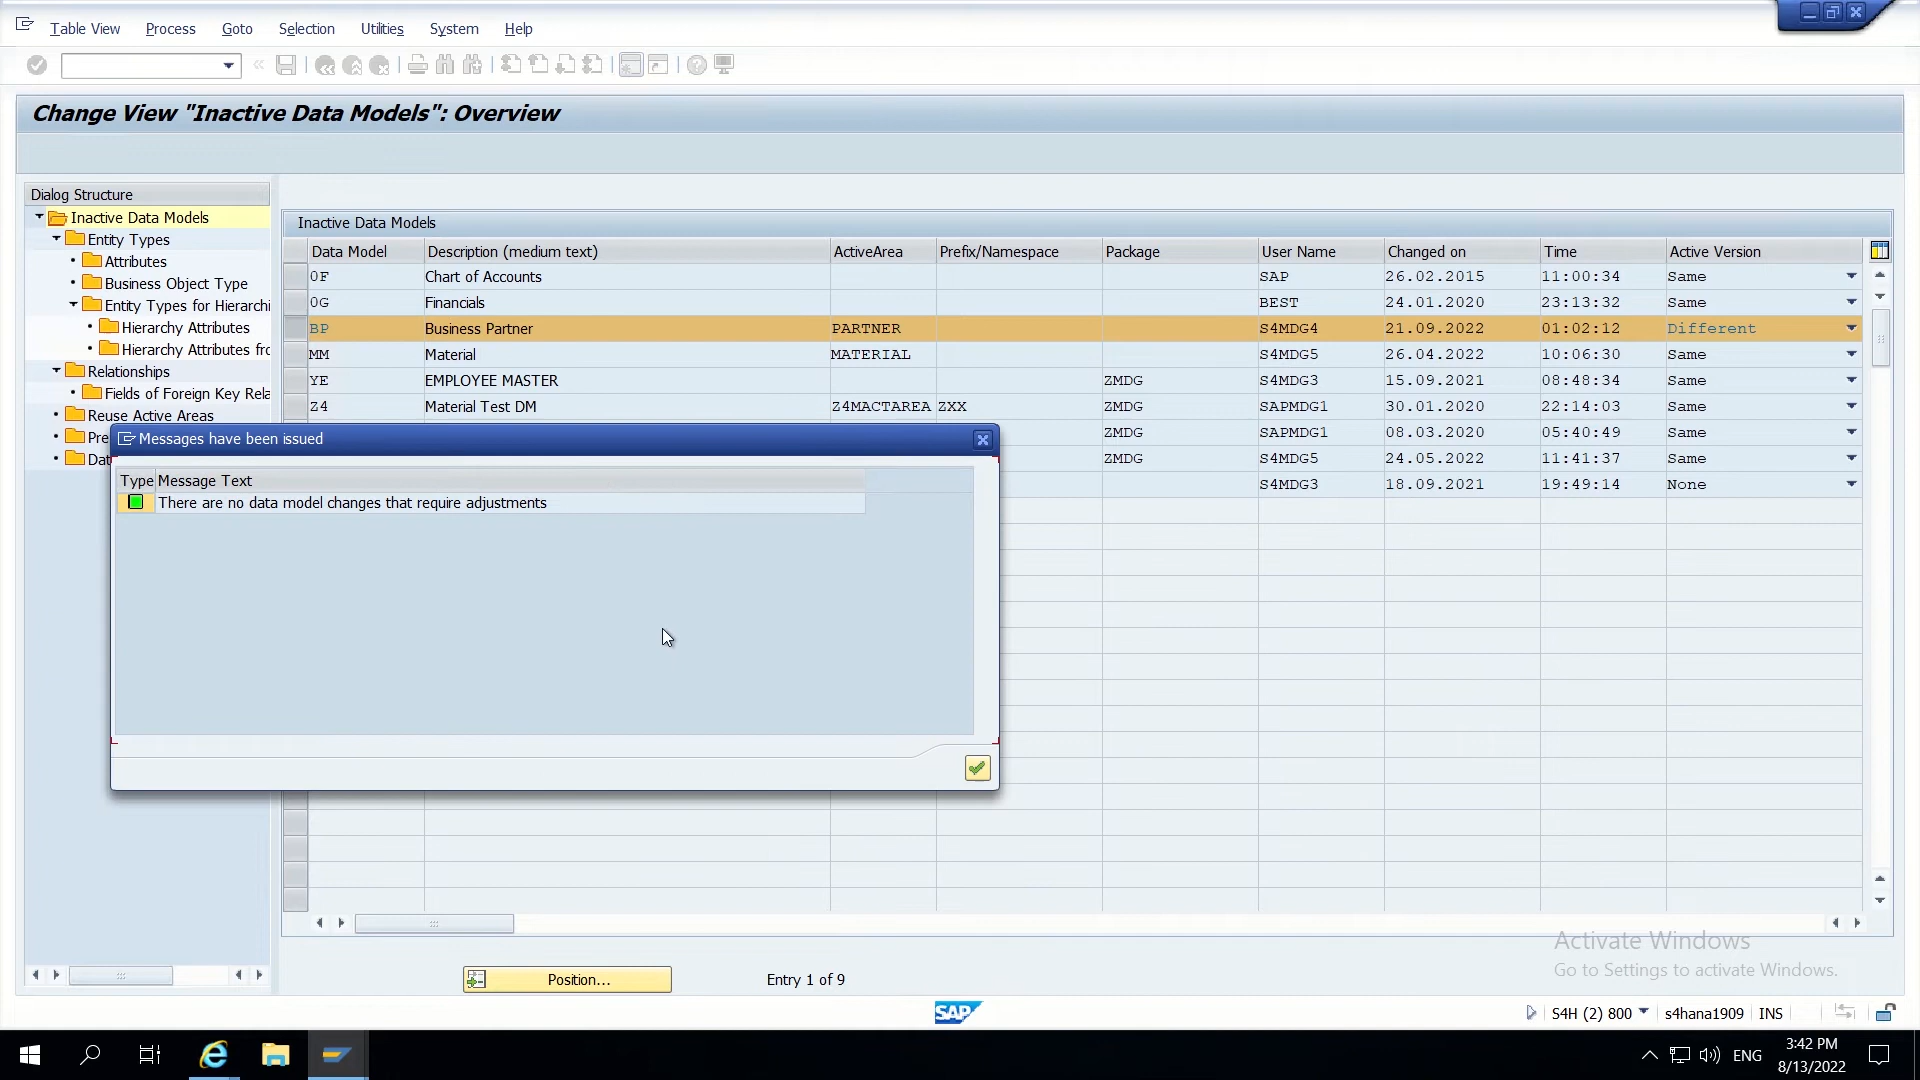 Table View Process Goto Selection Utilities System Help
Change View "Inactive Data Models": Overview
Dialog Structure
Inactive Data Models
Entity Types
Attributes
Business Object Type
Entity Types for Hierarchi
Hierarchy Attributes
Hierarchy Attributes fro
Relationships
Fields of Foreign Key Rela
Reuse Active Areas
Pre
Dat
Inactive Data Models
Data Model Description (medium text) ActiveArea Prefix/Namespace Package User Name Changed on Time Active Version
0F Chart of Accounts SAP 26.02.2015 11:00:34 Same
0G Financials BEST 24.01.2020 23:13:32 Same
BP Business Partner PARTNER S4MDG4 21.09.2022 01:02:12 Different
MM Material MATERIAL S4MDG5 26.04.2022 10:06:30 Same
YE EMPLOYEE MASTER ZMDG S4MDG3 15.09.2021 08:48:34 Same
Z4 Material Test DM Z4MACTAREA ZXX ZMDG SAPMDG1 30.01.2020 22:14:03 Same
ZMDG SAPMDG1 08.03.2020 05:40:49 Same
ZMDG S4MDG5 24.05.2022 11:41:37 Same
S4MDG3 18.09.2021 19:49:14 None
Messages have been issued
Type Message Text
There are no data model changes that require adjustments
Position... Entry 1 of 9
Activate Windows
Go to Settings to activate Windows.
SAP
S4H (2) 800 s4hana1909 INS
ENG
3:42 PM
8/13/2022